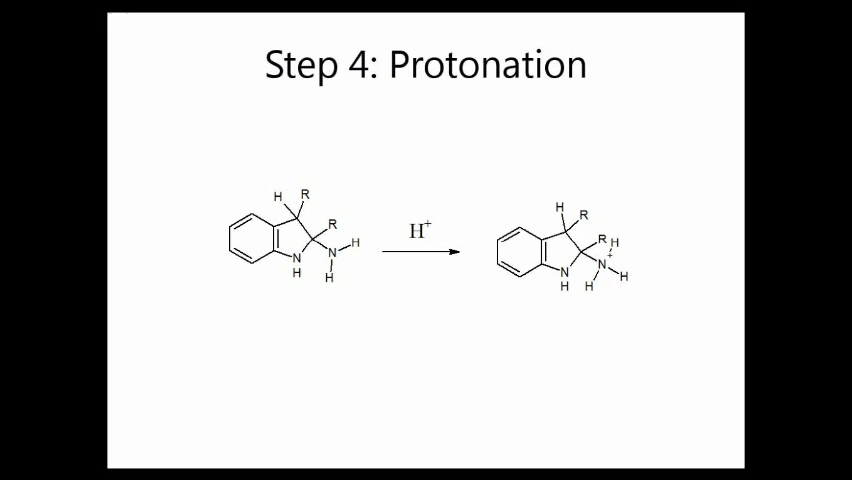 Step 4: Protonation
H R
R
N H
N
H H
H⁺
H
R
R H
N⁺
N H
H H